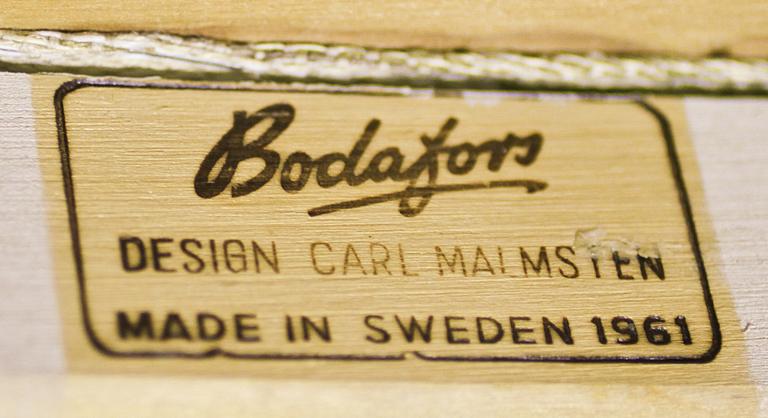 Bodafors
DESIGN CARL MALMSTEN
MADE IN SWEDEN 1961